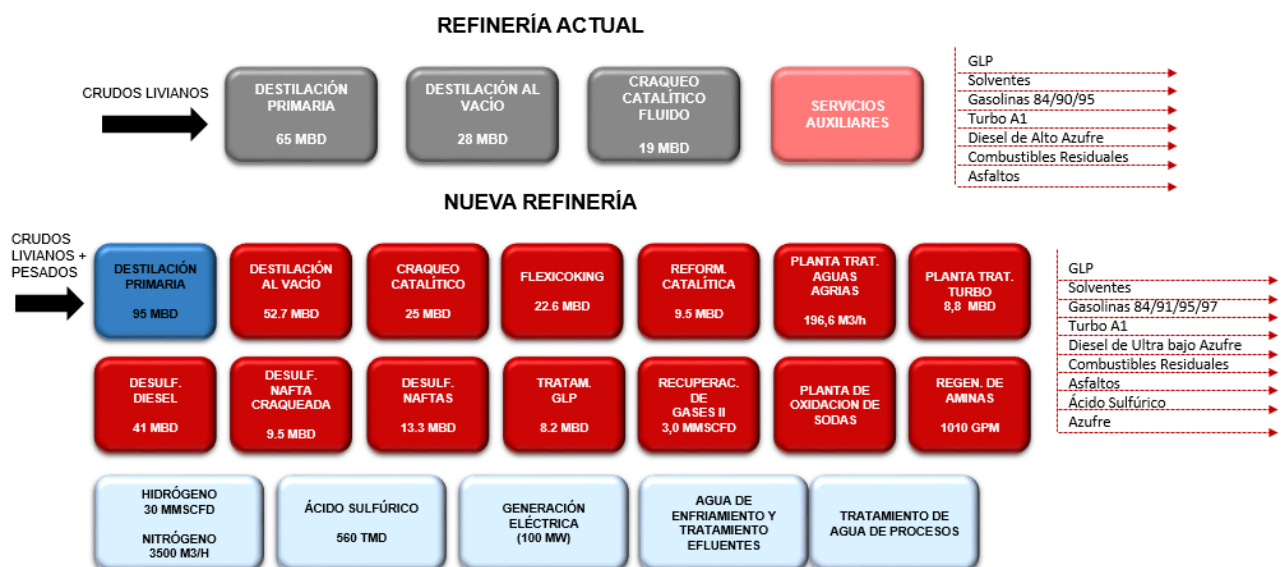 REFINERÍA ACTUAL
CRUDOS LIVIANOS
DESTILACIÓN
PRIMARIA
65 MBD
DESTILACIÓN AL
VACÍO
28 MBD
CRAQUEO
CATALÍTICO
FLUIDO
19 MBD
SERVICIOS
AUXILIARES
GLP
Solventes
Gasolinas 84/90/95
Turbo A1
Diesel de Alto Azufre
Combustibles Residuales
Asfaltos
NUEVA REFINERÍA
CRUDOS
LIVIANOS +
PESADOS
DESTILACIÓN
PRIMARIA
95 MBD
DESTILACIÓN
AL VACÍO
52.7 MBD
CRAQUEO
CATALÍTICO
25 MBD
FLEXICOKING
22.6 MBD
REFORM.
CATALÍTICA
9.5 MBD
PLANTA TRAT.
AGUAS
AGRIAS
196,6 M3/h
PLANTA TRAT.
TURBO
8,8 MBD
DESULF.
DIESEL
41 MBD
DESULF.
NAFTA
CRAQUEADA
9.5 MBD
DESULF.
NAFTAS
13.3 MBD
TRATAM.
GLP
8.2 MBD
RECUPERAC.
DE
GASES II
3,0 MMSCFD
PLANTA DE
OXIDACION DE
SODAS
REGEN. DE
AMINAS
1010 GPM
GLP
Solventes
Gasolinas 84/91/95/97
Turbo A1
Diesel de Ultra bajo Azufre
Combustibles Residuales
Asfaltos
Ácido Sulfúrico
Azufre
HIDRÓGENO
30 MMSCFD
NITRÓGENO
3500 M3/H
ÁCIDO SULFÚRICO
560 TMD
GENERACIÓN
ELÉCTRICA
(100 MW)
AGUA DE
ENFRIAMIENTO Y
TRATAMIENTO
EFLUENTES
TRATAMIENTO DE
AGUA DE PROCESOS